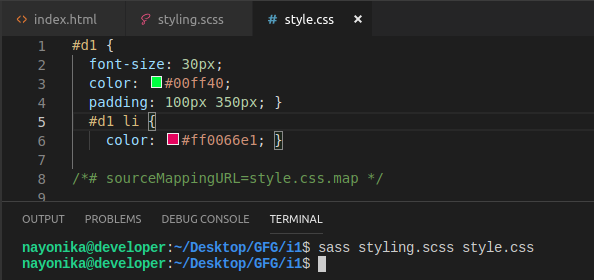 index.html styling.scss # style.css ×
1 #d1 {
2 font-size: 30px;
3 color: #00ff40;
4 padding: 100px 350px; }
5 #d1 li {
6 color: #ff0066e1; }
7
8 /*# sourceMappingURL=style.css.map */
9
OUTPUT PROBLEMS DEBUG CONSOLE TERMINAL
nayonika@developer:~/Desktop/GFG/i1$ sass styling.scss style.css
nayonika@developer:~/Desktop/GFG/i1$